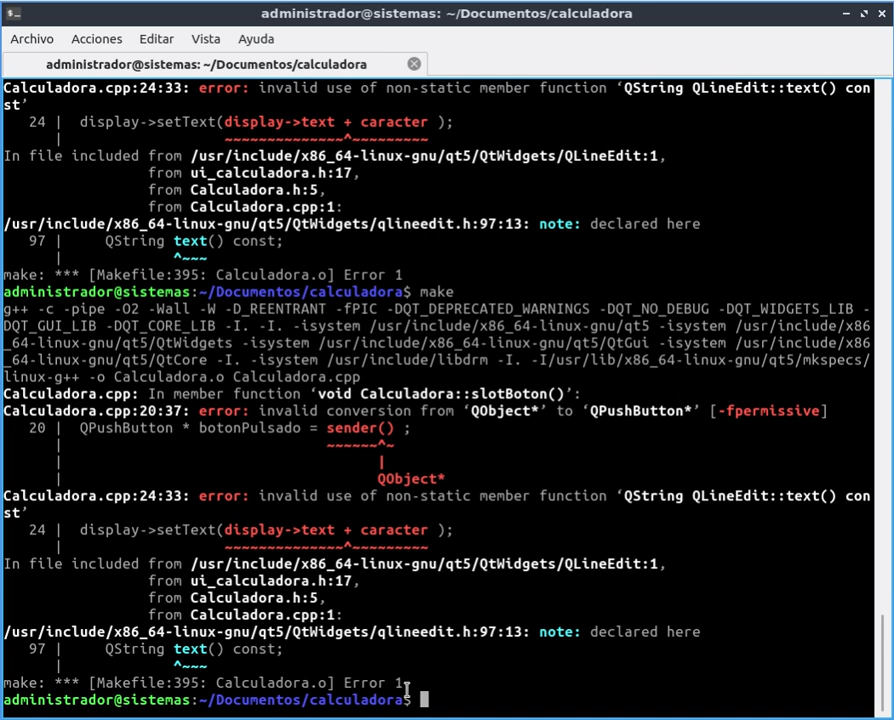 administrador@sistemas: ~/Documentos/calculadora
Archivo Acciones Editar Vista Ayuda
administrador@sistemas: ~/Documentos/calculadora
Calculadora.cpp:24:33: error: invalid use of non-static member function ‘QString QLineEdit::text() con
st’
24 | display->setText(display->text + caracter );
| ~~~~~~~~~~~~~~^~~~~~~~~~
In file included from /usr/include/x86_64-linux-gnu/qt5/QtWidgets/QLineEdit:1,
from ui_calculadora.h:17,
from Calculadora.h:5,
from Calculadora.cpp:1:
/usr/include/x86_64-linux-gnu/qt5/QtWidgets/qlineedit.h:97:13: note: declared here
97 | QString text() const;
| ^~~~
make: *** [Makefile:395: Calculadora.o] Error 1
administrador@sistemas:~/Documentos/calculadora$ make
g++ -c -pipe -O2 -Wall -W -D_REENTRANT -fPIC -DQT_DEPRECATED_WARNINGS -DQT_NO_DEBUG -DQT_WIDGETS_LIB -
DQT_GUI_LIB -DQT_CORE_LIB -I. -I. -isystem /usr/include/x86_64-linux-gnu/qt5 -isystem /usr/include/x86
_64-linux-gnu/qt5/QtWidgets -isystem /usr/include/x86_64-linux-gnu/qt5/QtGui -isystem /usr/include/x86
_64-linux-gnu/qt5/QtCore -I. -isystem /usr/include/libdrm -I. -I/usr/lib/x86_64-linux-gnu/qt5/mkspecs/
linux-g++ -o Calculadora.o Calculadora.cpp
Calculadora.cpp: In member function ‘void Calculadora::slotBoton()’:
Calculadora.cpp:20:37: error: invalid conversion from ‘QObject*’ to ‘QPushButton*’ [-fpermissive]
20 | QPushButton * botonPulsado = sender() ;
| ~~~~~~^~
| |
| QObject*
Calculadora.cpp:24:33: error: invalid use of non-static member function ‘QString QLineEdit::text() con
st’
24 | display->setText(display->text + caracter );
| ~~~~~~~~~~~~~~^~~~~~~~~~
In file included from /usr/include/x86_64-linux-gnu/qt5/QtWidgets/QLineEdit:1,
from ui_calculadora.h:17,
from Calculadora.h:5,
from Calculadora.cpp:1:
/usr/include/x86_64-linux-gnu/qt5/QtWidgets/qlineedit.h:97:13: note: declared here
97 | QString text() const;
| ^~~~
make: *** [Makefile:395: Calculadora.o] Error 1
administrador@sistemas:~/Documentos/calculadora$